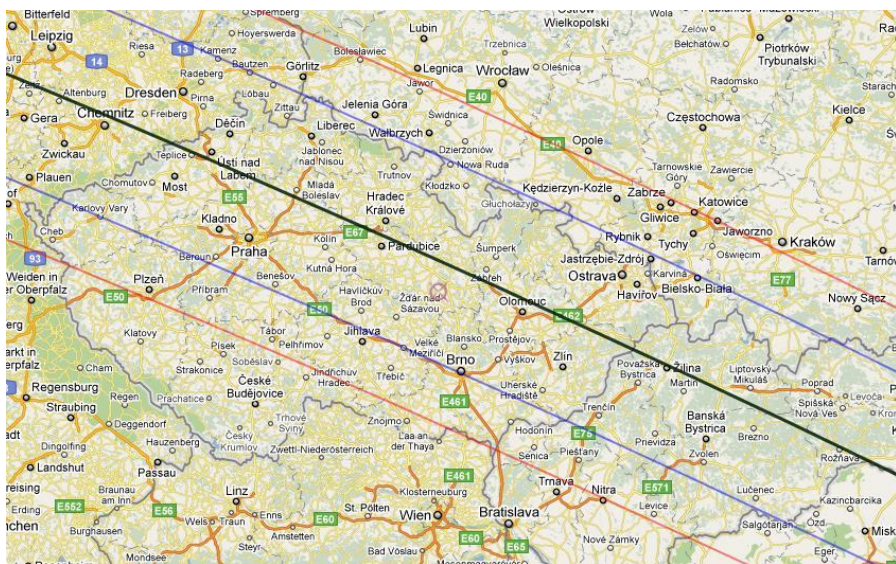 Bitterfeld
Spremberg
Lubin
Ostrów
Wielkopolski
Wola
Leipzig
14
13
Riesa
Kamenz
Hoyerswerda
Bolesławiec
Trzebnica
Bełchatów
Piotrków
Trybunalski
Radeberg
Bautzen
Görlitz
Legnica
Oleśnica
Wrocław
Radomsko
Zeitz
Altenburg
Dresden
Pirna
Löbau
Zittau
Jawor
E40
Gera
Chemnitz
Freiberg
Jelenia Góra
Świdnica
Częstochowa
Kielce
Zwickau
Děčín
Liberec
Wałbrzych
Dzierżoniów
E40
Opole
Teplice
Ústí nad
Labem
Jablonec
nad Nisou
Nowa Ruda
Tarnowskie
Góry
Zawiercie
Plauen
Chomutov
Most
Trutnov
Kłodzko
Kędzierzyn-Koźle
Zabrze
Karlovy Vary
E55
Mladá
Boleslav
Hradec
Králové
Głuchołazy
Gliwice
Katowice
Jaworzno
Cheb
Kladno
Praha
E67
Pardubice
Rybnik
Tychy
Oświęcim
Kraków
93
Beroun
Kolín
Kutná Hora
Šumperk
Jastrzębie-Zdrój
Weiden in
der Oberpfalz
Plzeň
Příbram
Benešov
Zábřeh
Ostrava
Karviná
Havířov
Bielsko-Biała
E77
E50
Havlíčkův
Brod
Žďár nad
Sázavou
Olomouc
E462
Nowy Sącz
E50
Klatovy
Písek
Tábor
Pelhřimov
Jihlava
Velké
Meziříčí
Blansko
Prostějov
Vyškov
Zlín
Strakonice
Soběslav
Jindřichův
Hradec
Třebíč
Brno
Považská
Bystrica
Žilina
Martin
Liptovský
Mikuláš
Poprad
Cham
Regensburg
Prachatice
České
Budějovice
E461
Uherské
Hradiště
Trenčín
Spišská
Nová Ves
Levoča
Straubing
Regen
Deggendorf
Český
Krumlov
Trhové
Sviny
Znojmo
Hodonín
E75
Prievidza
Banská
Bystrica
Brezno
Dingolfing
Hauzenberg
Zwettl-Niederösterreich
Laa an
der Thaya
Senica
Piešťany
Zvolen
Rožňava
Landshut
Passau
E461
Trnava
Nitra
E571
Lučenec
Kazincbarcika
Erding
E552
Braunau
am Inn
E56
Linz
St. Pölten
Klosterneuburg
Wien
Bratislava
Levice
Salgótarján
Ózd
Burghausen
Wels
Traun
Enns
E60
E60
E65
Amstetten
Steyr
Bad Vöslau
Nové Zámky
Eger
Mondsee